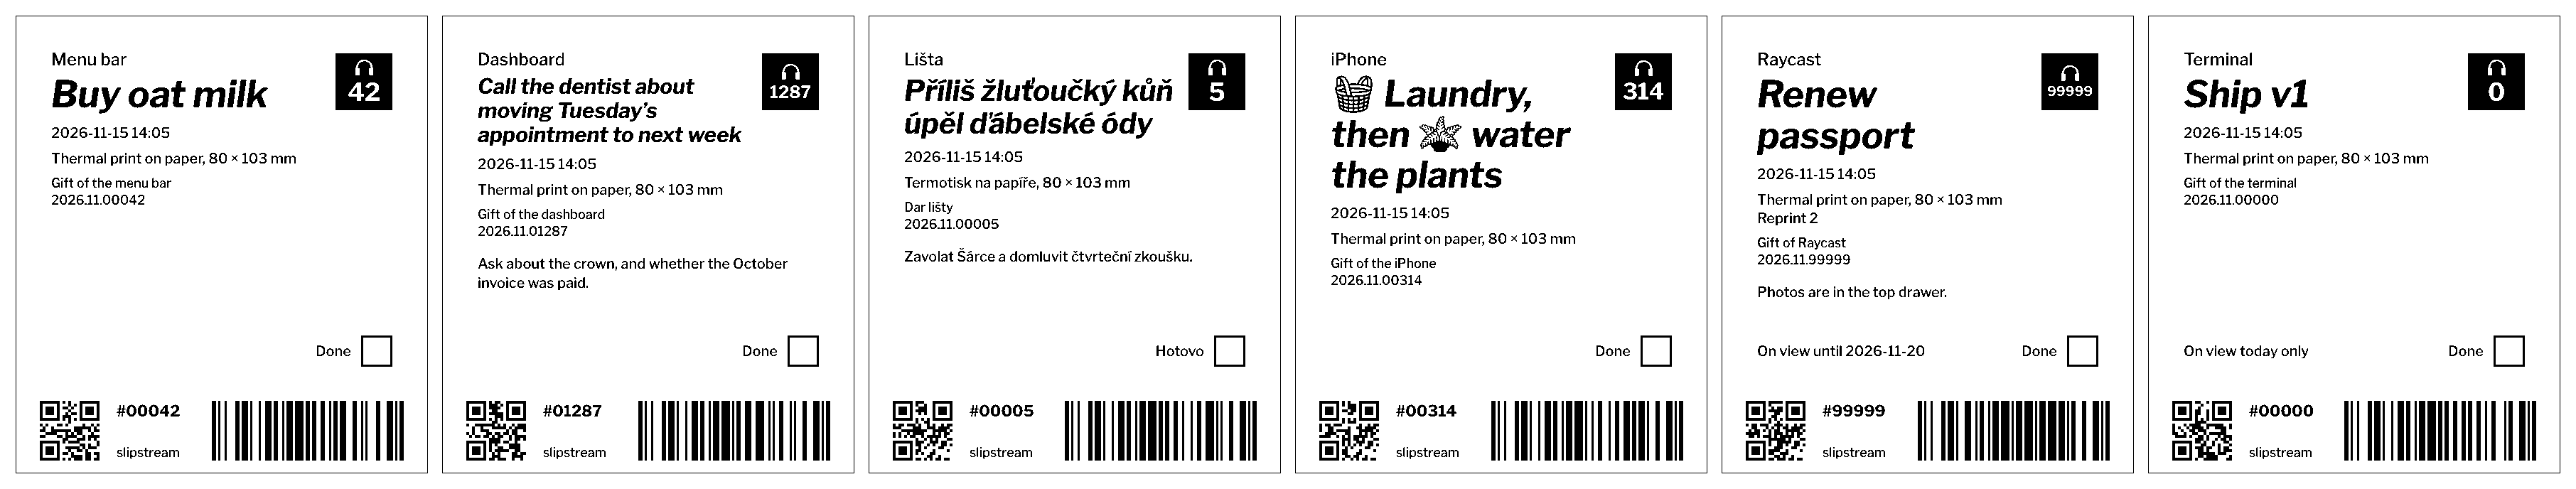 Menu bar
Buy oat milk
42
2026-11-15 14:05
Thermal print on paper, 80 × 103 mm
Gift of the menu bar
2026.11.00042
Done
#00042
slipstream
Dashboard
Call the dentist about
moving Tuesday’s
appointment to next week
1287
2026-11-15 14:05
Thermal print on paper, 80 × 103 mm
Gift of the dashboard
2026.11.01287
Ask about the crown, and whether the October
invoice was paid.
Done
#01287
slipstream
Lišta
Příliš žluťoučký kůň
úpěl ďábelské ódy
5
2026-11-15 14:05
Termotisk na papíře, 80 × 103 mm
Dar lišty
2026.11.00005
Zavolat Šárce a domluvit čtvrteční zkoušku.
Hotovo
#00005
slipstream
iPhone
Laundry,
then water
the plants
314
2026-11-15 14:05
Thermal print on paper, 80 × 103 mm
Gift of the iPhone
2026.11.00314
Done
#00314
slipstream
Raycast
Renew
passport
99999
2026-11-15 14:05
Thermal print on paper, 80 × 103 mm
Reprint 2
Gift of Raycast
2026.11.99999
Photos are in the top drawer.
On view until 2026-11-20
Done
#99999
slipstream
Terminal
Ship v1
0
2026-11-15 14:05
Thermal print on paper, 80 × 103 mm
Gift of the terminal
2026.11.00000
On view today only
Done
#00000
slipstream